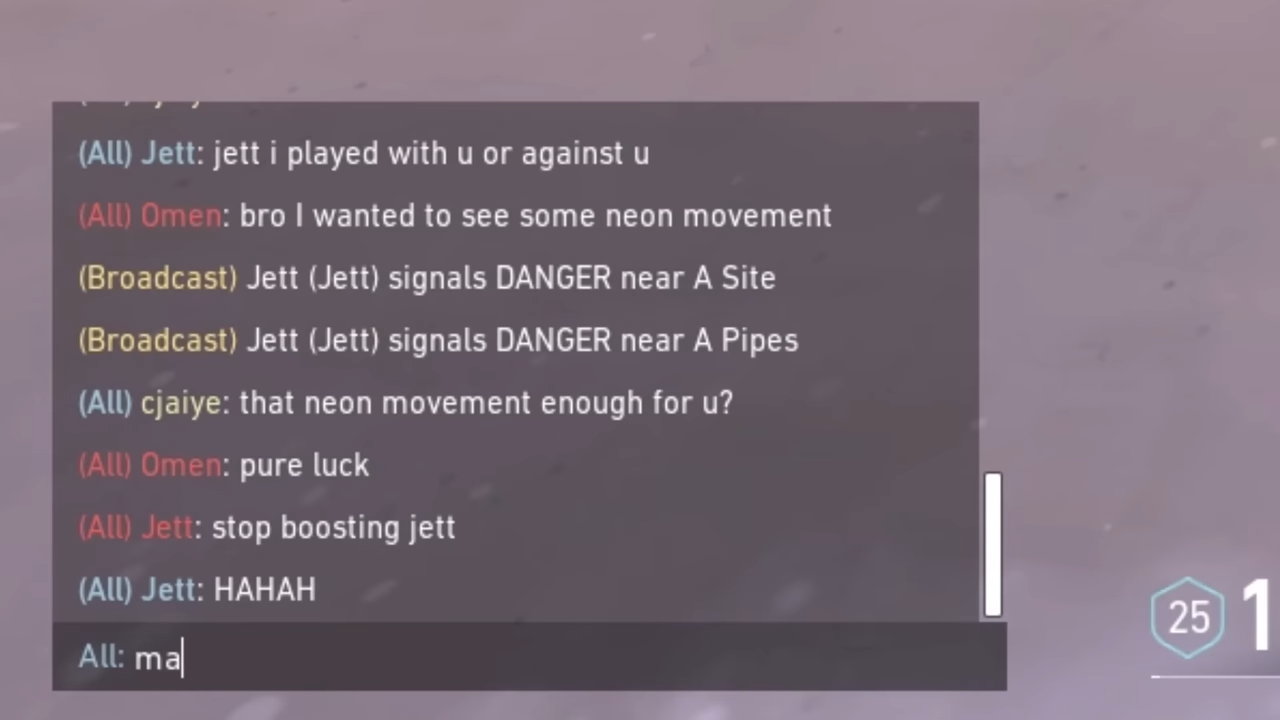 (All) Jett: jett i played with u or against u
(All) Omen: bro I wanted to see some neon movement
(Broadcast) Jett (Jett) signals DANGER near A Site
(Broadcast) Jett (Jett) signals DANGER near A Pipes
(All) cjaiye: that neon movement enough for u?
(All) Omen: pure luck
(All) Jett: stop boosting jett
(All) Jett: HAHAH
All: ma
25 1